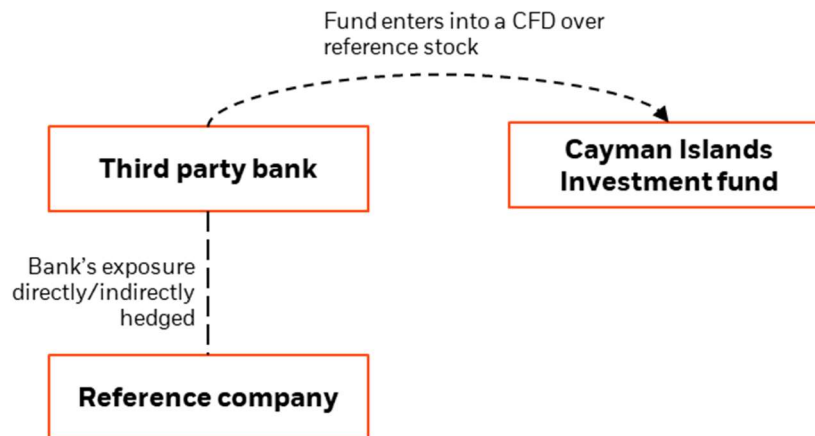 Fund enters into a CFD over
reference stock
Third party bank
Cayman Islands
Investment fund
Bank’s exposure
directly/indirectly
hedged
Reference company